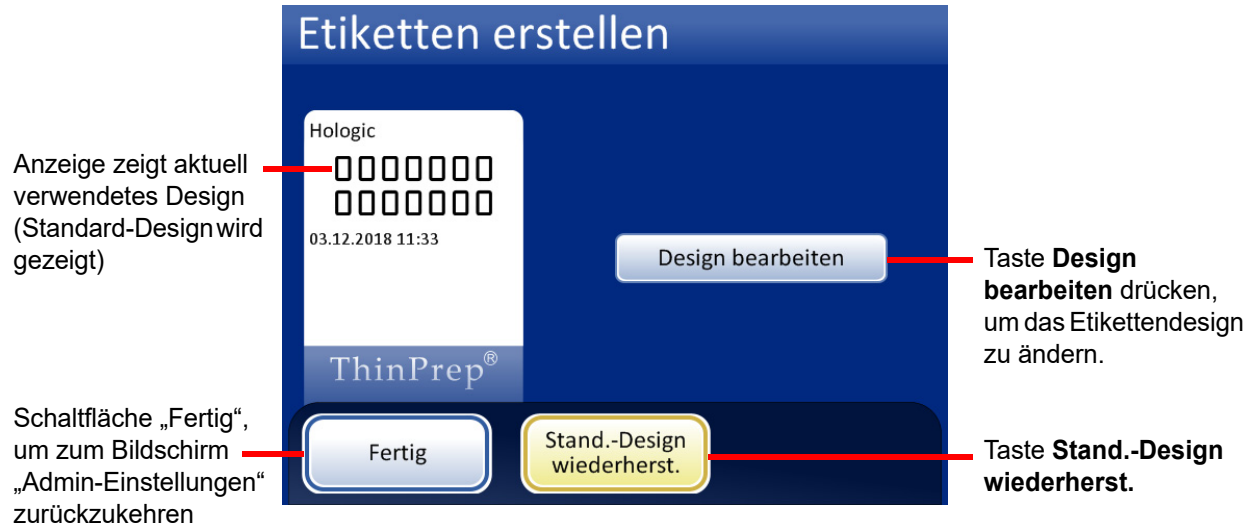 Etiketten erstellen
Hologic
0000000
0000000
03.12.2018 11:33
ThinPrep®
Design bearbeiten
Fertig
Stand.-Design
wiederherst.
Anzeige zeigt aktuell
verwendetes Design
(Standard-Design wird
gezeigt)
Schaltfläche „Fertig“,
um zum Bildschirm
„Admin-Einstellungen“
zurückzukehren
Taste Design
bearbeiten drücken,
um das Etikettendesign
zu ändern.
Taste Stand.-Design
wiederherst.